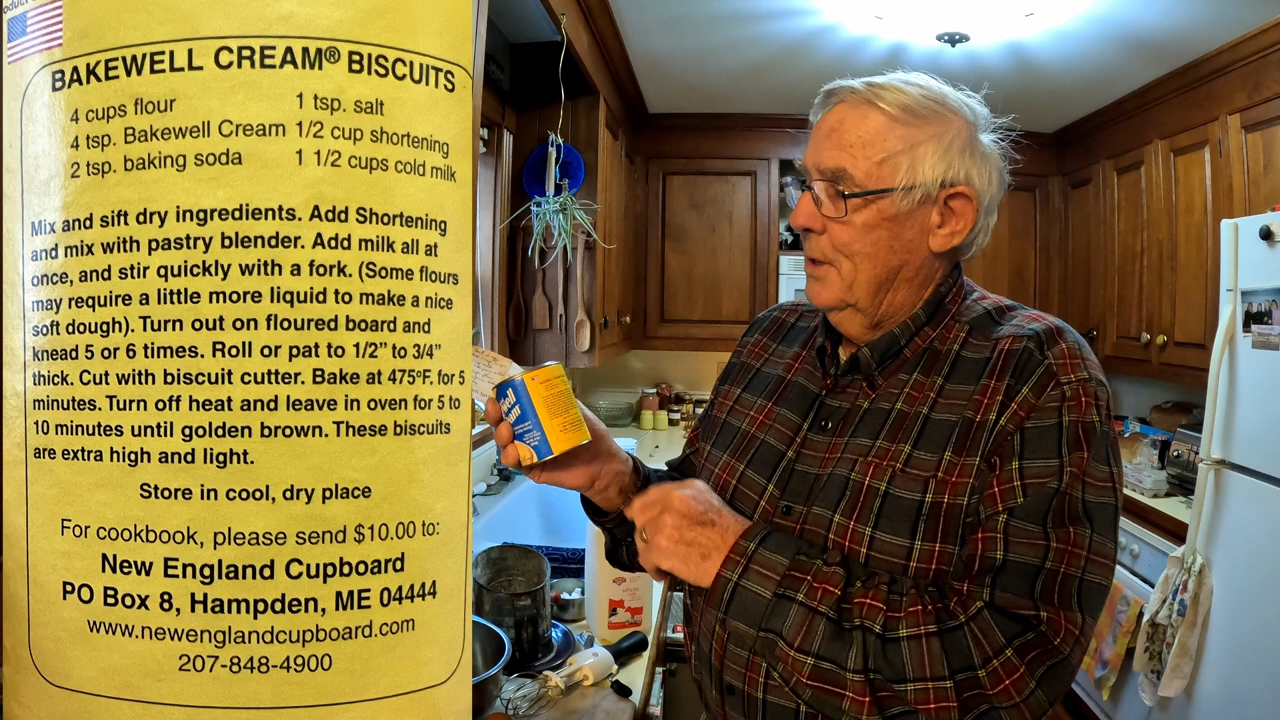 BAKEWELL CREAM® BISCUITS
4 cups flour 1 tsp. salt
4 tsp. Bakewell Cream 1/2 cup shortening
2 tsp. baking soda 1 1/2 cups cold milk
Mix and sift dry ingredients. Add Shortening
and mix with pastry blender. Add milk all at
once, and stir quickly with a fork. (Some flours
may require a little more liquid to make a nice
soft dough). Turn out on floured board and
knead 5 or 6 times. Roll or pat to 1/2” to 3/4”
thick. Cut with biscuit cutter. Bake at 475°F. for 5
minutes. Turn off heat and leave in oven for 5 to
10 minutes until golden brown. These biscuits
are extra high and light.
Store in cool, dry place
For cookbook, please send $10.00 to:
New England Cupboard
PO Box 8, Hampden, ME 04444
www.newenglandcupboard.com
207-848-4900
whole
milk